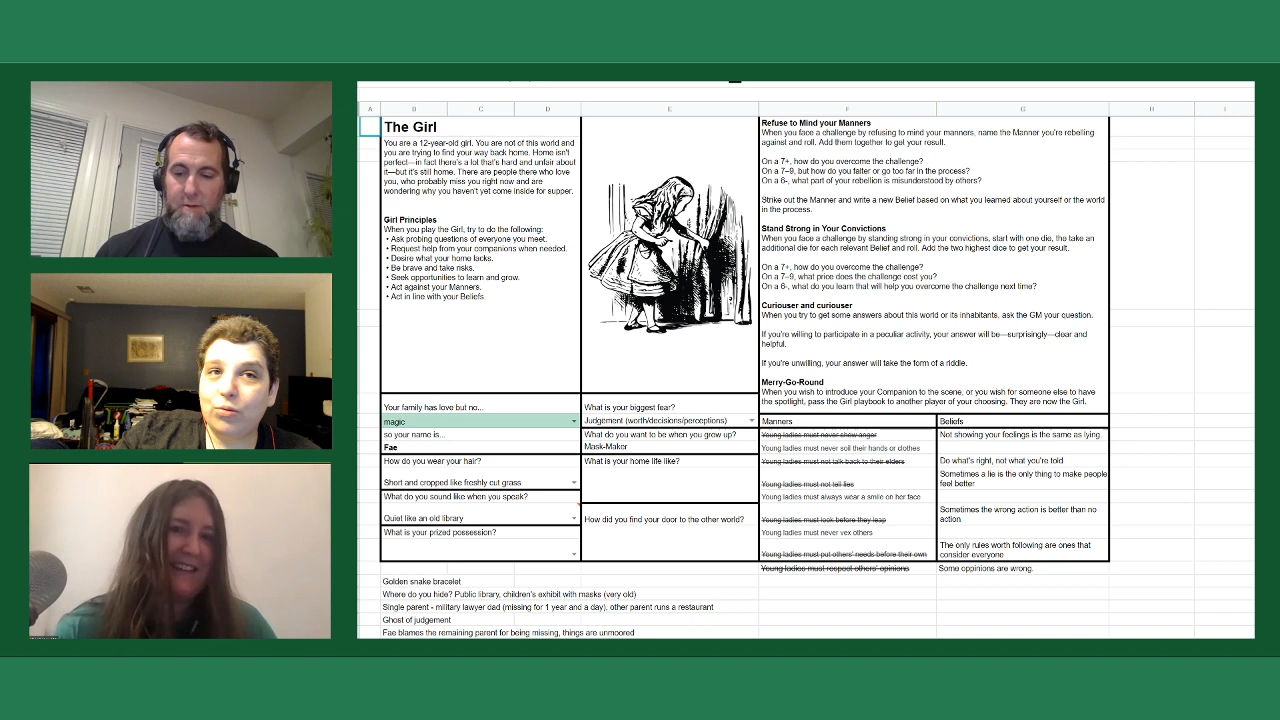 A B C D E F G H I
The Girl
You are a 12-year-old girl. You are not of this world and
you are trying to find your way back home. Home isn't
perfect—in fact there's a lot that's hard and unfair about
it—but it's still home. There are people there who love
you, who probably miss you right now and are
wondering why you haven't yet come inside for supper.
Girl Principles
When you play the Girl, try to do the following:
• Ask probing questions of everyone you meet.
• Request help from your companions when needed.
• Desire what your home lacks.
• Be brave and take risks.
• Seek opportunities to learn and grow.
• Act against your Manners.
• Act in line with your Beliefs.
Refuse to Mind your Manners
When you face a challenge by refusing to mind your manners, name the Manner you're rebelling
against and roll. Add them together to get your result.
On a 7+, how do you overcome the challenge?
On a 7–9, but how do you falter or go too far in the process?
On a 6-, what part of your rebellion is misunderstood by others?
Strike out the Manner and write a new Belief based on what you learned about yourself or the world
in the process.
Stand Strong in Your Convictions
When you face a challenge by standing strong in your convictions, start with one die, the take an
additional die for each relevant Belief and roll. Add the two highest dice to get your result.
On a 7+, how do you overcome the challenge?
On a 7–9, what price does the challenge cost you?
On a 6-, what do you learn that will help you overcome the challenge next time?
Curiouser and curiouser
When you try to get some answers about this world or its inhabitants, ask the GM your question.
If you're willing to participate in a peculiar activity, your answer will be—surprisingly—clear and
helpful.
If you're unwilling, your answer will take the form of a riddle.
Merry-Go-Round
When you wish to introduce your Companion to the scene, or you wish for someone else to have
the spotlight, pass the Girl playbook to another player of your choosing. They are now the Girl.
Your family has love but no...
magic
so your name is...
Fae
How do you wear your hair?
Short and cropped like freshly cut grass
What do you sound like when you speak?
Quiet like an old library
What is your prized possession?
What is your biggest fear?
Judgement (worth/decisions/perceptions)
What do you want to be when you grow up?
Mask-Maker
What is your home life like?
How did you find your door to the other world?
Manners
Young ladies must never show anger
Young ladies must never soil their hands or clothes
Young ladies must not talk back to their elders
Young ladies must not tell lies
Young ladies must always wear a smile on her face
Young ladies must look before they leap
Young ladies must never vex others
Young ladies must put others' needs before their own
Young ladies must respect others' opinions
Beliefs
Not showing your feelings is the same as lying.
Do what's right, not what you're told
Sometimes a lie is the only thing to make people
feel better
Sometimes the wrong action is better than no
action
The only rules worth following are ones that
consider everyone
Some oppinions are wrong.
Golden snake bracelet
Where do you hide? Public library, children's exhibit with masks (very old)
Single parent - military lawyer dad (missing for 1 year and a day), other parent runs a restaurant
Ghost of judgement
Fae blames the remaining parent for being missing, things are unmoored